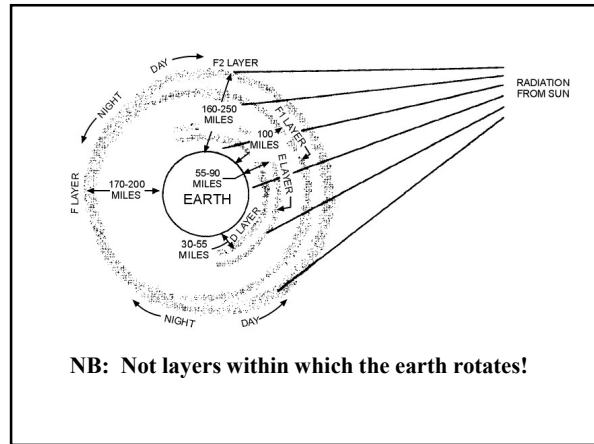 DAY
F2 LAYER
NIGHT
160-250
MILES
RADIATION
FROM SUN
100
MILES
F1 LAYER
E LAYER
55-90
MILES
EARTH
F LAYER
170-200
MILES
D LAYER
30-55
MILES
NIGHT
DAY
NB: Not layers within which the earth rotates!